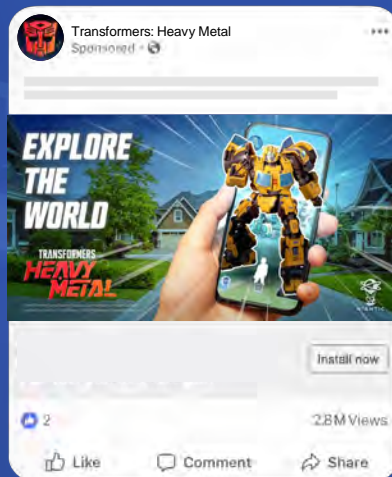 Transformers: Heavy Metal
Sponsored
EXPLORE
THE
WORLD
TRANSFORMERS
HEAVY
METAL
NIANTIC
Install now
2
2.8M Views
Like
Comment
Share